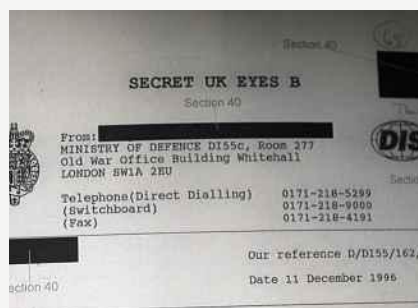 Section 40
SECRET UK EYES B
Section 40
From:
MINISTRY OF DEFENCE DI55c, Room 277
Old War Office Building Whitehall
LONDON SW1A 2EU
DIS
Telephone(Direct Dialling) 0171-218-5299
(Switchboard) 0171-218-9000
(Fax) 0171-218-4191
Our reference D/DI55/162/
Section 40
Date 11 December 1996